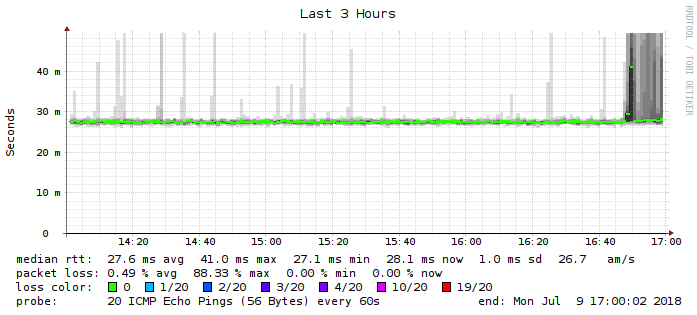 Last 3 Hours
RRDTOOL / TOBI OETIKER
Seconds
40 m
30 m
20 m
10 m
0
14:20 14:40 15:00 15:20 15:40 16:00 16:20 16:40 17:00
median rtt: 27.6 ms avg 41.0 ms max 27.1 ms min 28.1 ms now 1.0 ms sd 26.7 am/s
packet loss: 0.49 % avg 88.33 % max 0.00 % min 0.00 % now
loss color: 0 1/20 2/20 3/20 4/20 10/20 19/20
probe: 20 ICMP Echo Pings (56 Bytes) every 60s end: Mon Jul 9 17:00:02 2018